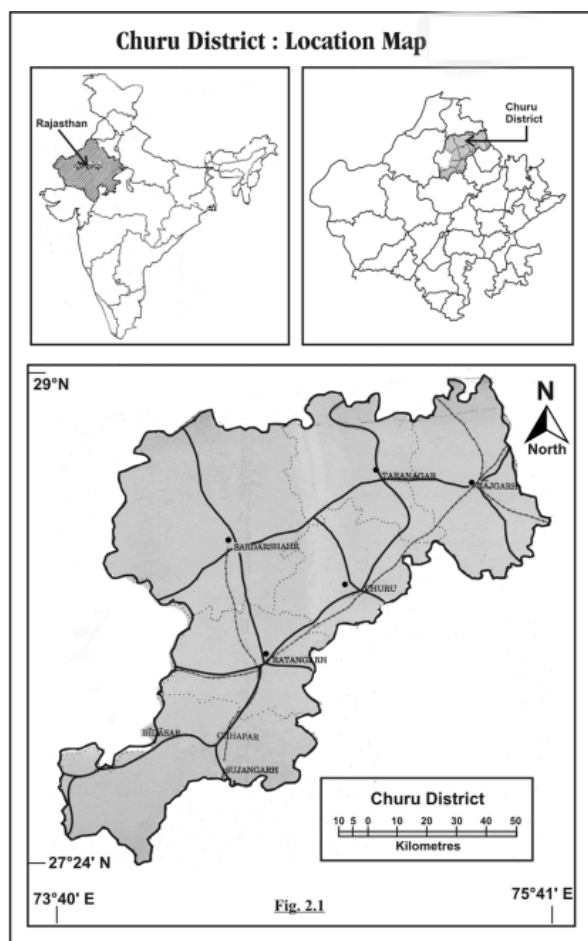 Churu District : Location Map
Rajasthan
Churu
District
29°N
N
North
TARANAGAR
RAJGARH
SARDARSHAHR
CHURU
RATANGARH
BIDASAR
CHHAPAR
SUJANGARH
Churu District
10 5 0 10 20 30 40 50
Kilometres
27°24' N
73°40' E
75°41' E
Fig. 2.1